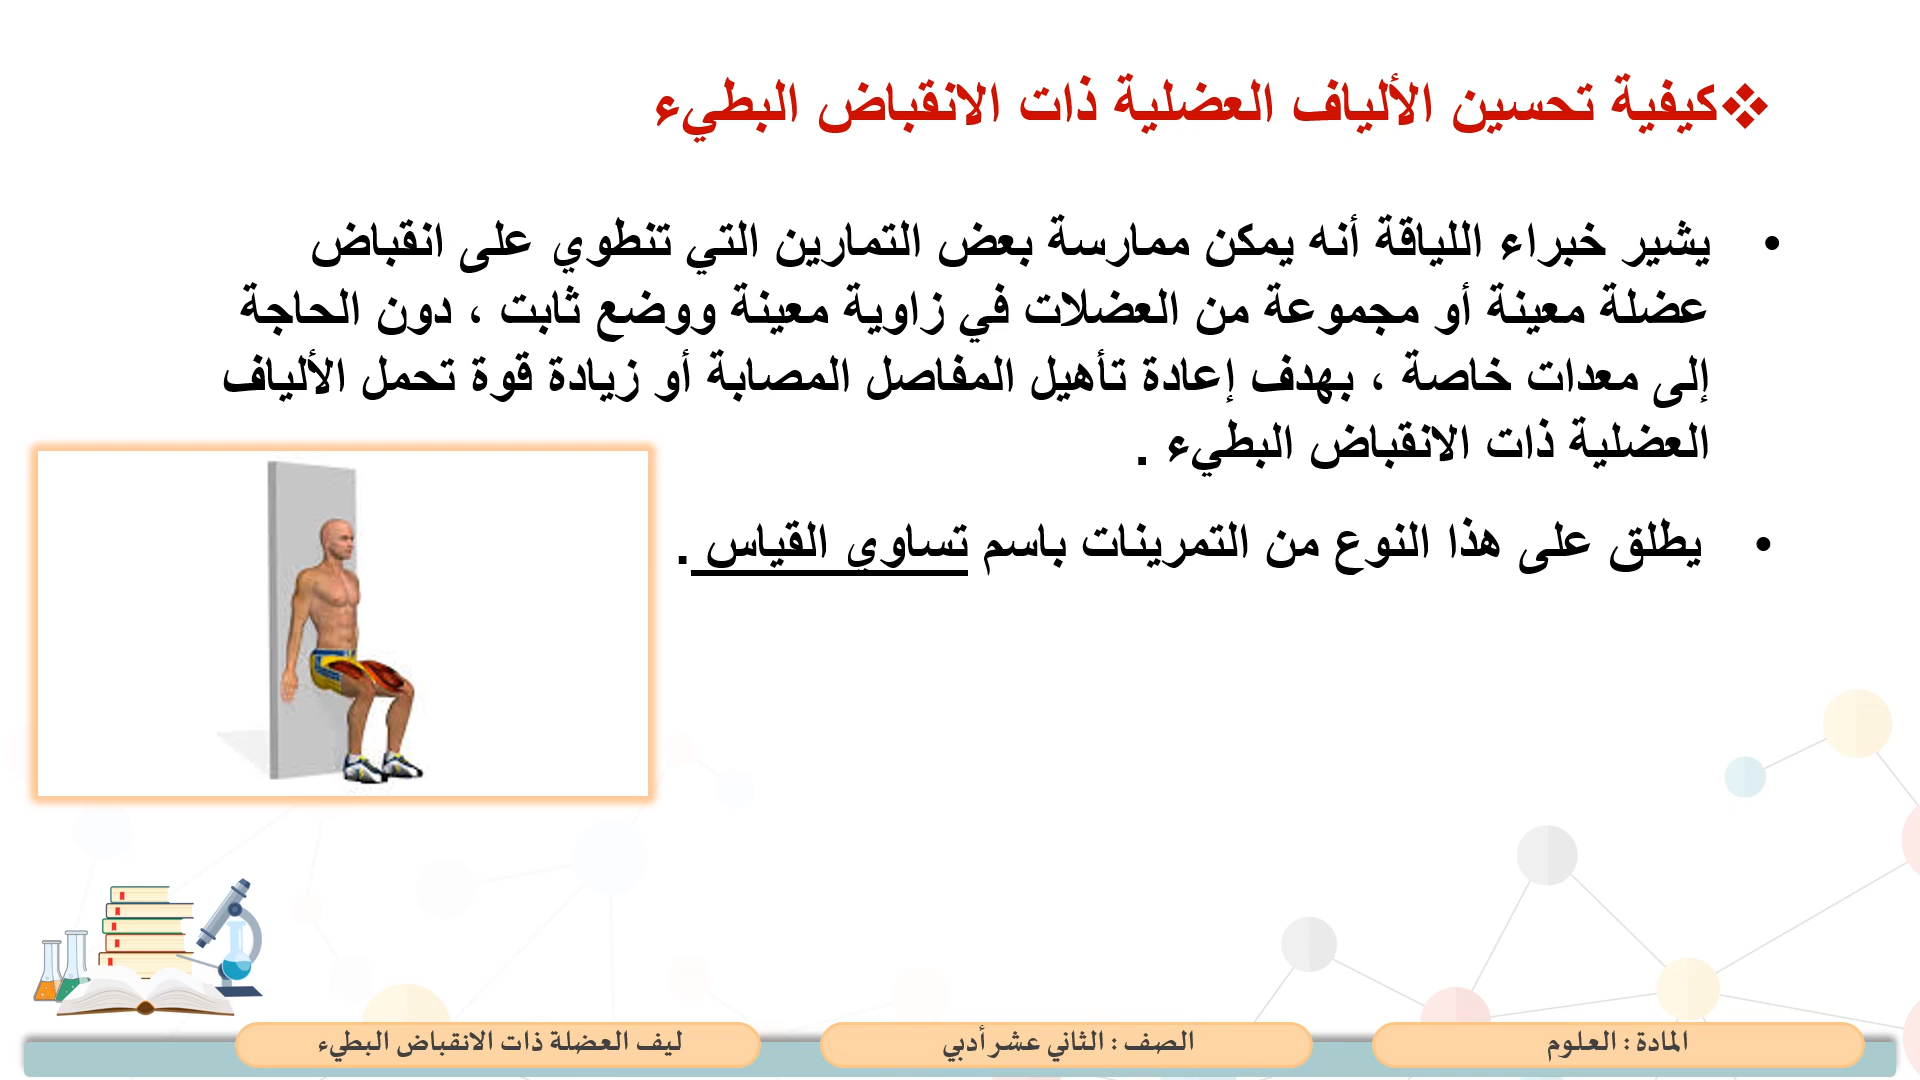 ❖كيفية تحسين الألياف العضلية ذات الانقباض البطيء
• يشير خبراء اللياقة أنه يمكن ممارسة بعض التمارين التي تنطوي على انقباض
عضلة معينة أو مجموعة من العضلات في زاوية معينة ووضع ثابت ، دون الحاجة
إلى معدات خاصة ، بهدف إعادة تأهيل المفاصل المصابة أو زيادة قوة تحمل الألياف
العضلية ذات الانقباض البطيء .
• يطلق على هذا النوع من التمرينات باسم تساوي القياس .
المادة : العلوم
الصف : الثاني عشر أدبي
ليف العضلة ذات الانقباض البطيء